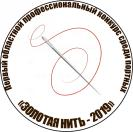 Первый областной профессиональный конкурс среди портных
«ЗОЛОТАЯ НИТЬ - 2019»